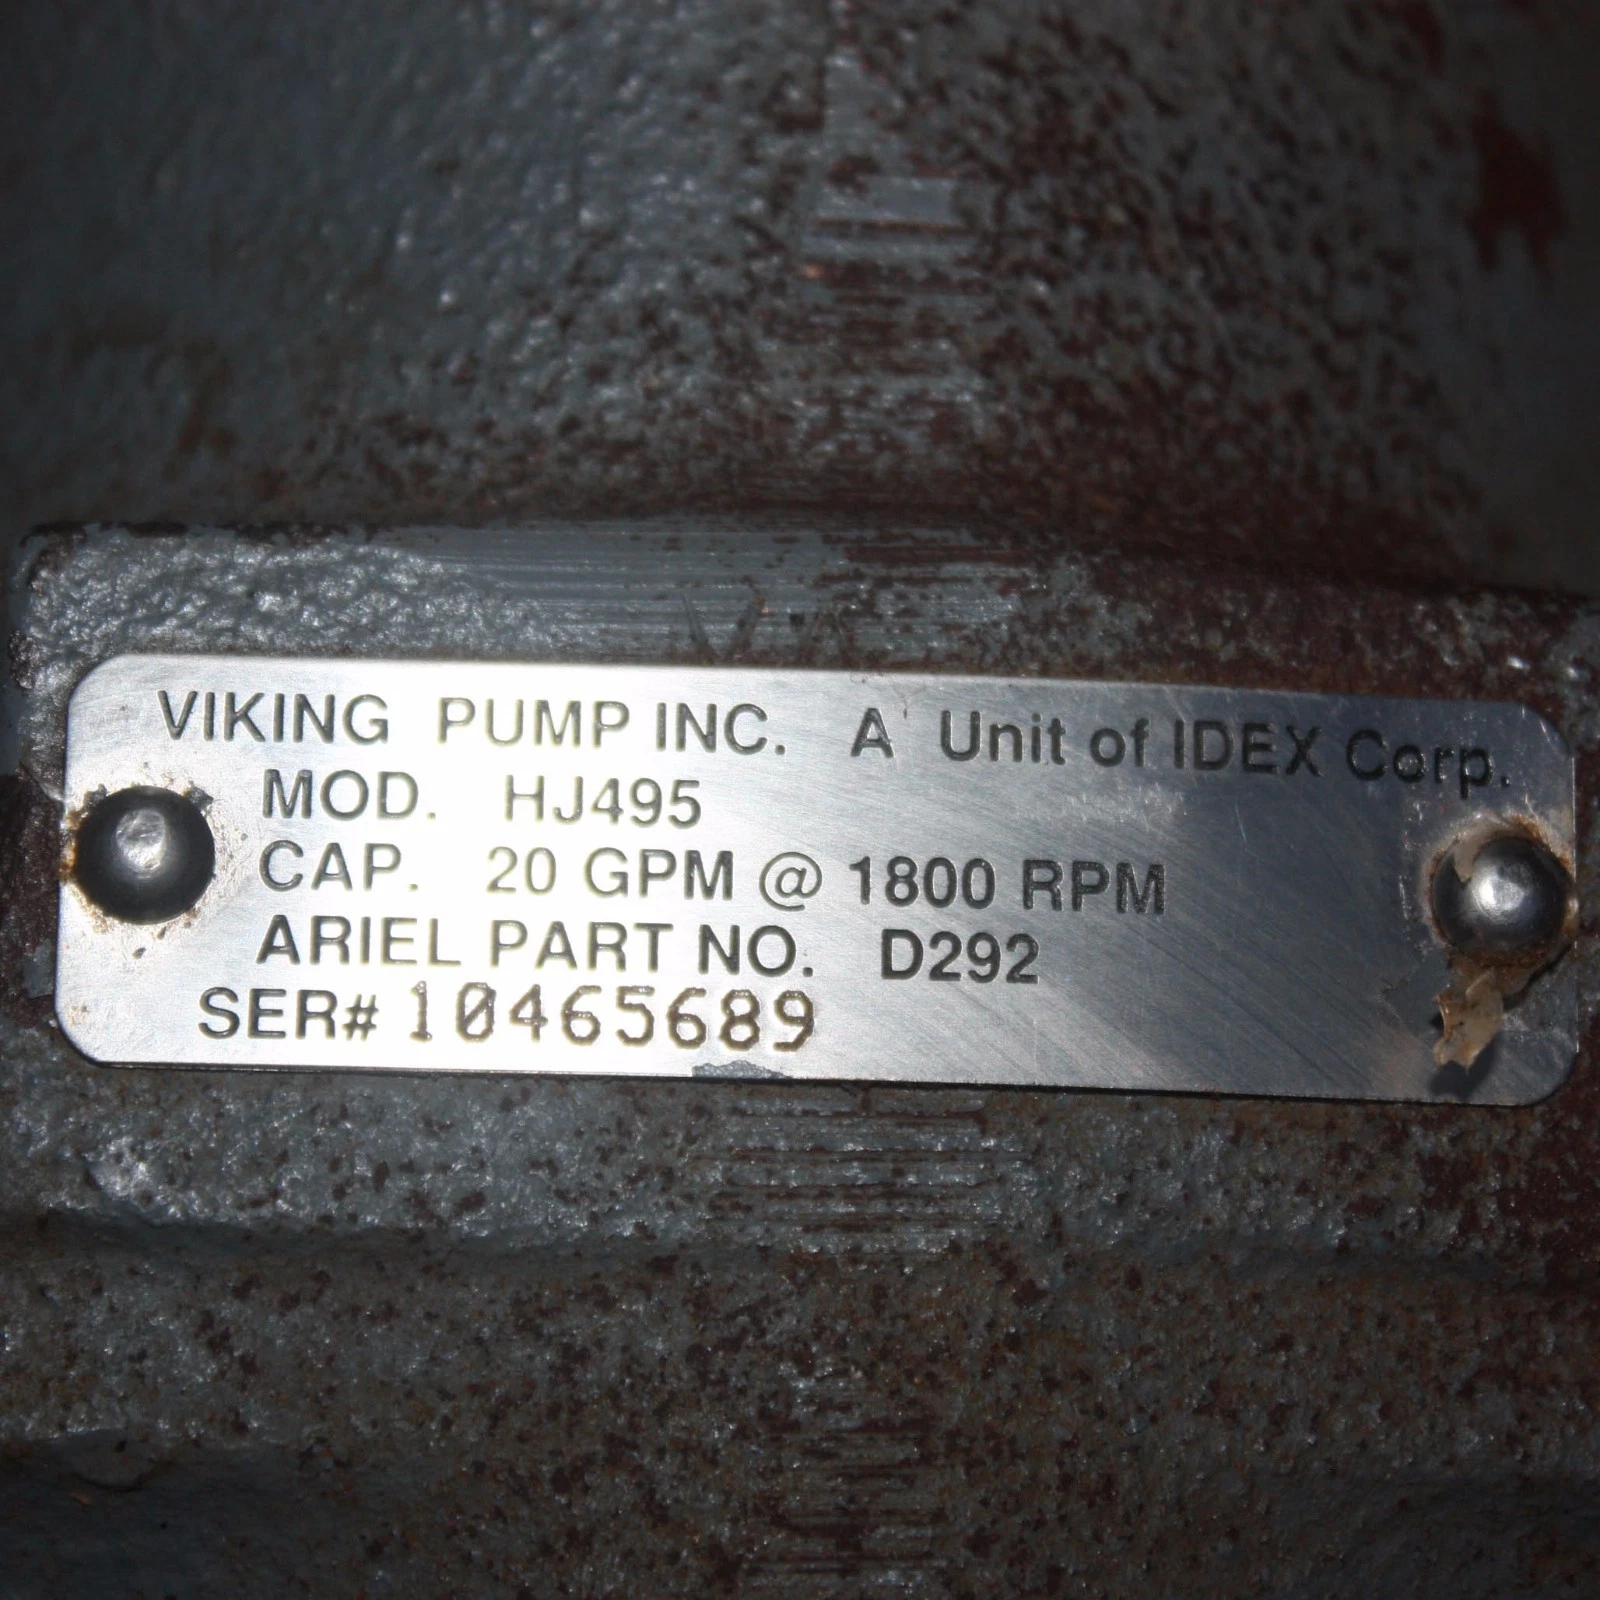 VIKING PUMP INC. A Unit of IDEX Corp.
MOD. HJ495
CAP. 20 GPM @ 1800 RPM
ARIEL PART NO. D292
SER# 10465689